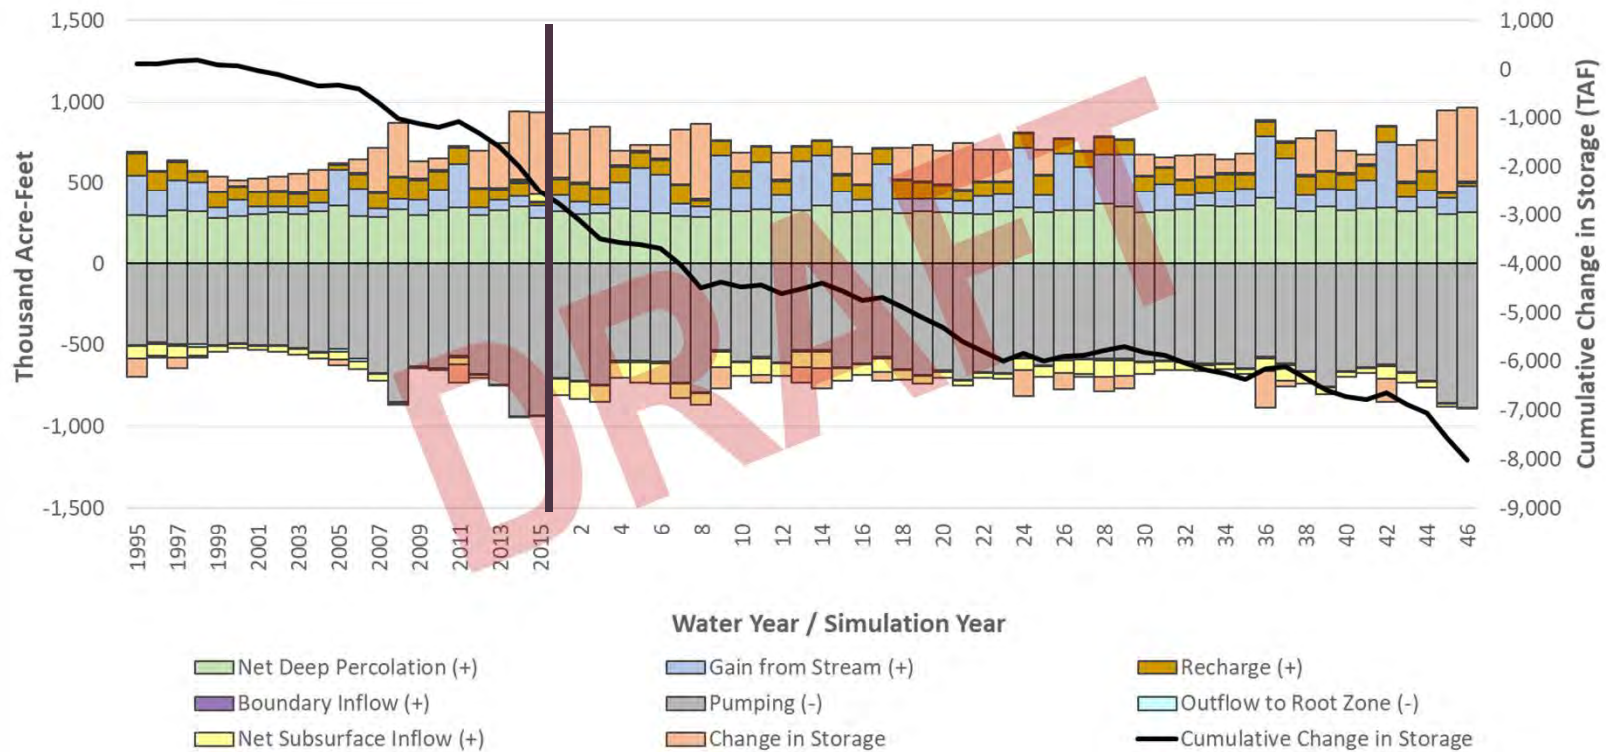 1,500
1,000
500
0
-500
-1,000
-1,500
Thousand Acre-Feet
1,000
0
-1,000
-2,000
-3,000
-4,000
-5,000
-6,000
-7,000
-8,000
-9,000
Cumulative Change in Storage (TAF)
DRAFT
1995 1997 1999 2001 2003 2005 2007 2009 2011 2013 2015 2 4 6 8 10 12 14 16 18 20 22 24 26 28 30 32 34 36 38 40 42 44 46
Water Year / Simulation Year
Net Deep Percolation (+) Gain from Stream (+) Recharge (+)
Boundary Inflow (+) Pumping (-) Outflow to Root Zone (-)
Net Subsurface Inflow (+) Change in Storage Cumulative Change in Storage